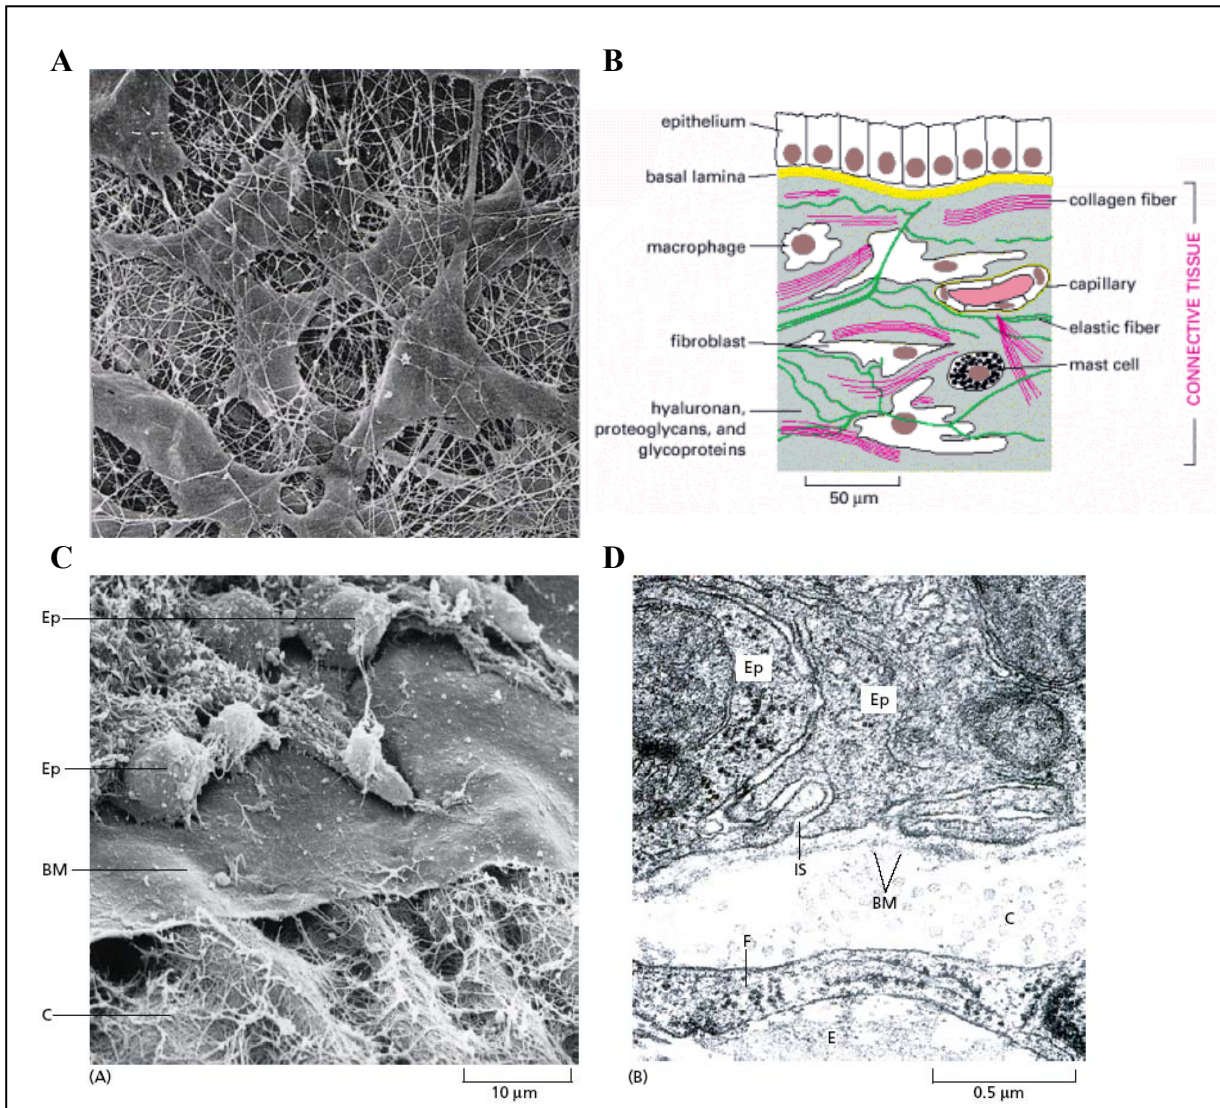 A
B
epithelium
basal lamina
macrophage
fibroblast
hyaluronan,
proteoglycans, and
glycoproteins
collagen fiber
capillary
elastic fiber
mast cell
CONNECTIVE TISSUE
50 μm
C
D
Ep
Ep
BM
C
(A)
10 μm
Ep
Ep
IS
BM
C
F
E
(B)
0.5 μm